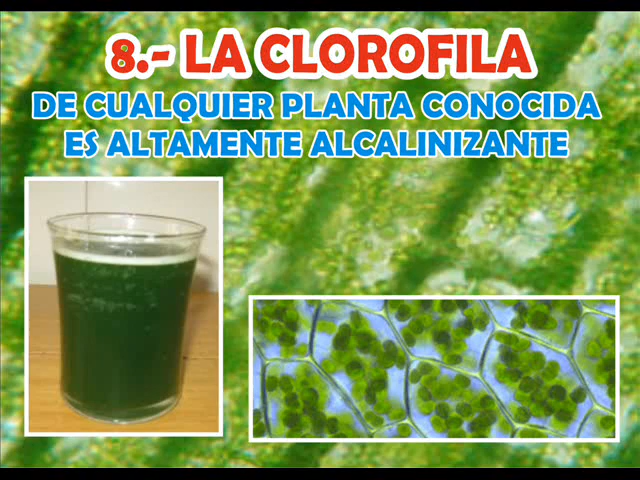 8.- LA CLOROFILA
DE CUALQUIER PLANTA CONOCIDA
ES ALTAMENTE ALCALINIZANTE